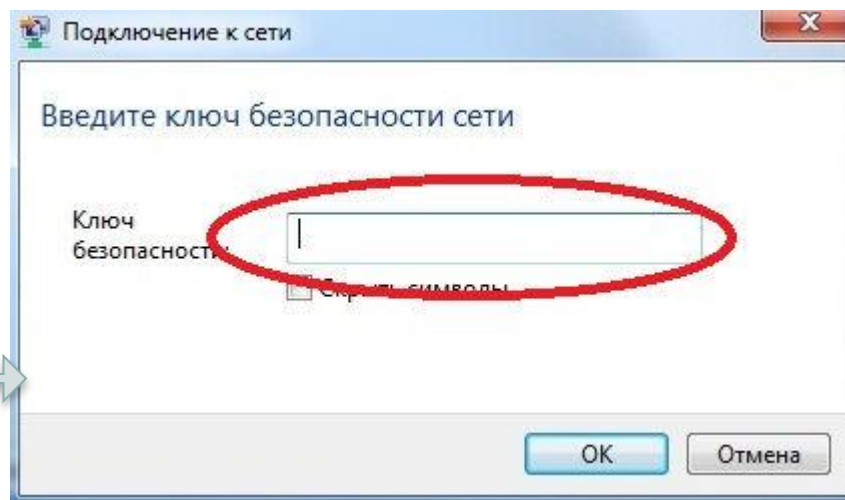 Подключение к сети
Введите ключ безопасности сети
Ключ
безопасности:
Скрыть символы
OK
Отмена